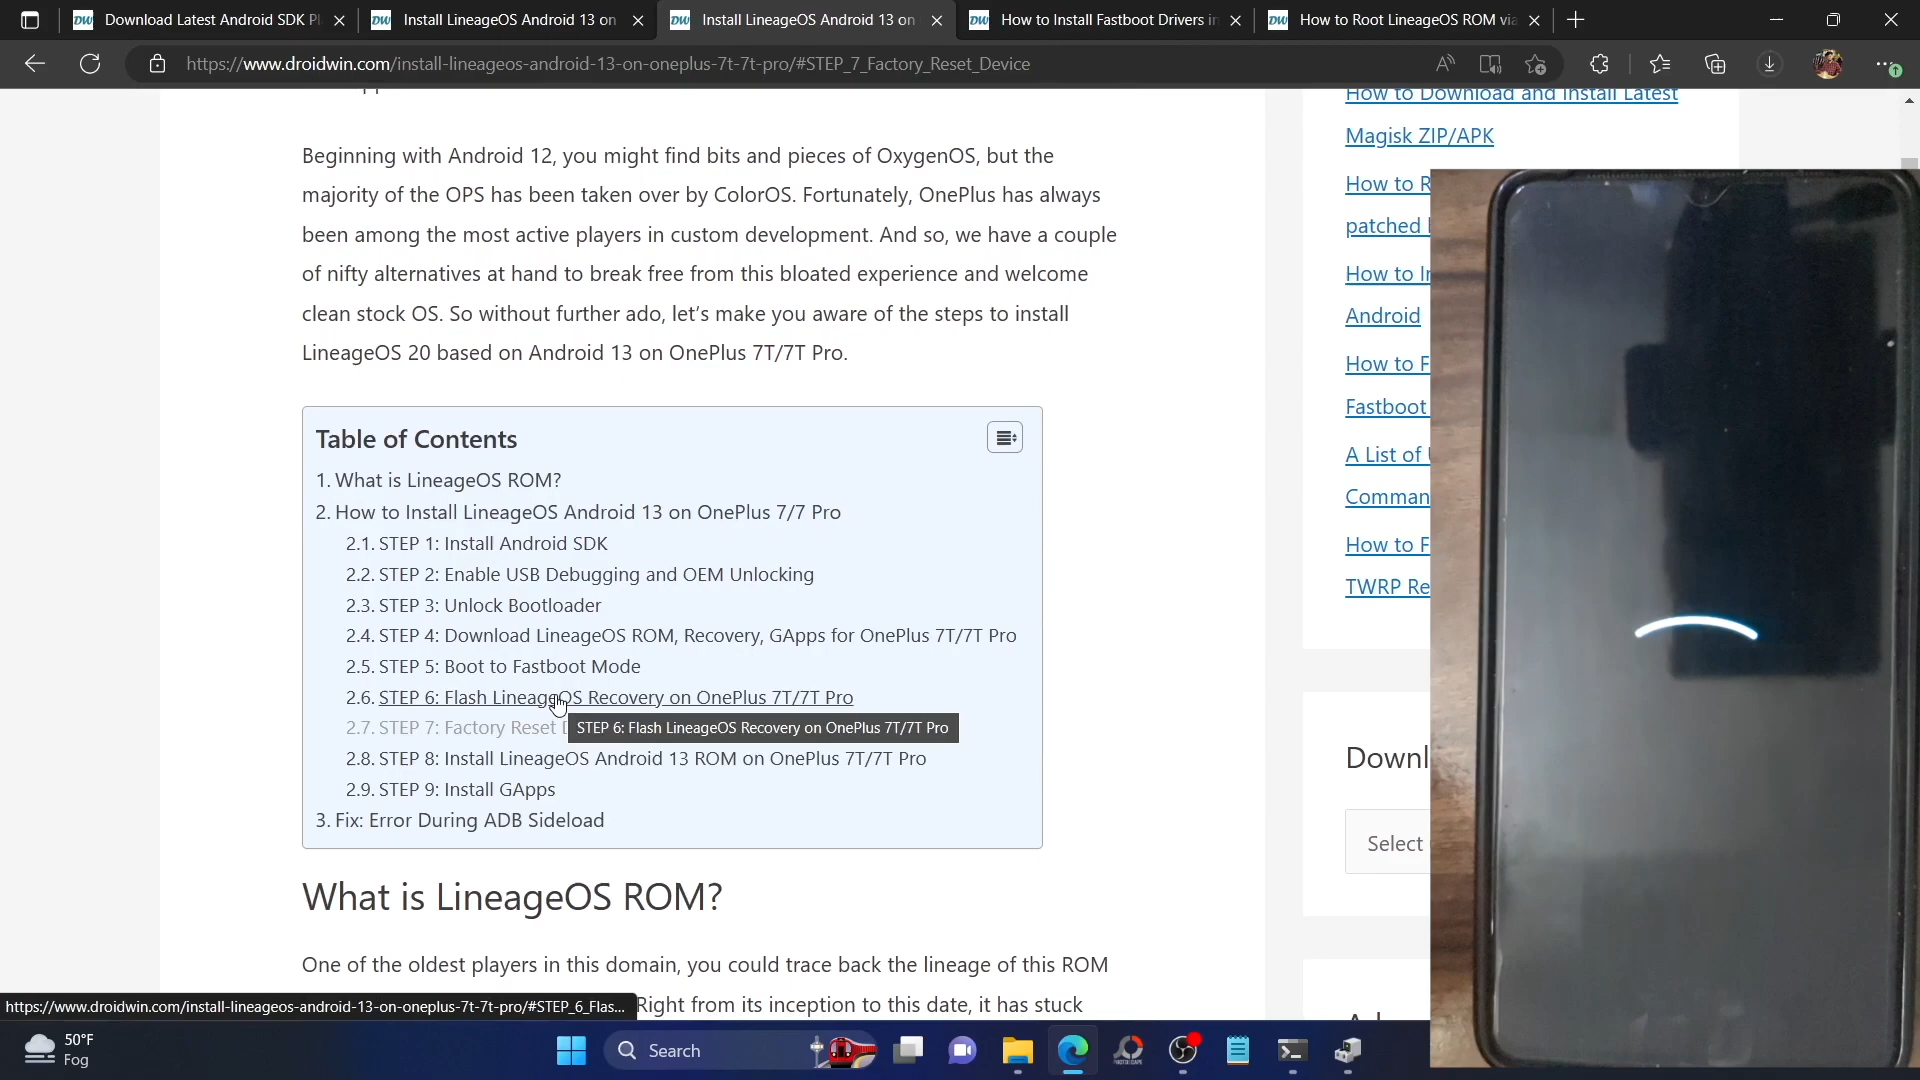 Download Latest Android SDK Pl
Install LineageOS Android 13 on
Install LineageOS Android 13 on
How to Install Fastboot Drivers in
How to Root LineageOS ROM via
https://www.droidwin.com/install-lineageos-android-13-on-oneplus-7t-7t-pro/#STEP_7_Factory_Reset_Device
Beginning with Android 12, you might find bits and pieces of OxygenOS, but the
majority of the OPS has been taken over by ColorOS. Fortunately, OnePlus has always
been among the most active players in custom development. And so, we have a couple
of nifty alternatives at hand to break free from this bloated experience and welcome
clean stock OS. So without further ado, let's make you aware of the steps to install
LineageOS 20 based on Android 13 on OnePlus 7T/7T Pro.
Table of Contents
1. What is LineageOS ROM?
2. How to Install LineageOS Android 13 on OnePlus 7/7 Pro
2.1. STEP 1: Install Android SDK
2.2. STEP 2: Enable USB Debugging and OEM Unlocking
2.3. STEP 3: Unlock Bootloader
2.4. STEP 4: Download LineageOS ROM, Recovery, GApps for OnePlus 7T/7T Pro
2.5. STEP 5: Boot to Fastboot Mode
2.6. STEP 6: Flash LineageOS Recovery on OnePlus 7T/7T Pro
2.7. STEP 7: Factory Reset
STEP 6: Flash LineageOS Recovery on OnePlus 7T/7T Pro
2.8. STEP 8: Install LineageOS Android 13 ROM on OnePlus 7T/7T Pro
2.9. STEP 9: Install GApps
3. Fix: Error During ADB Sideload
What is LineageOS ROM?
One of the oldest players in this domain, you could trace back the lineage of this ROM
Right from its inception to this date, it has stuck
https://www.droidwin.com/install-lineageos-android-13-on-oneplus-7t-7t-pro/#STEP_6_Flas...
How to Download and Install Latest
Magisk ZIP/APK
How to R
patched
How to In
Android
How to F
Fastboot
A List of
Comman
How to F
TWRP Re
Downl
Select
50°F
Fog
Search